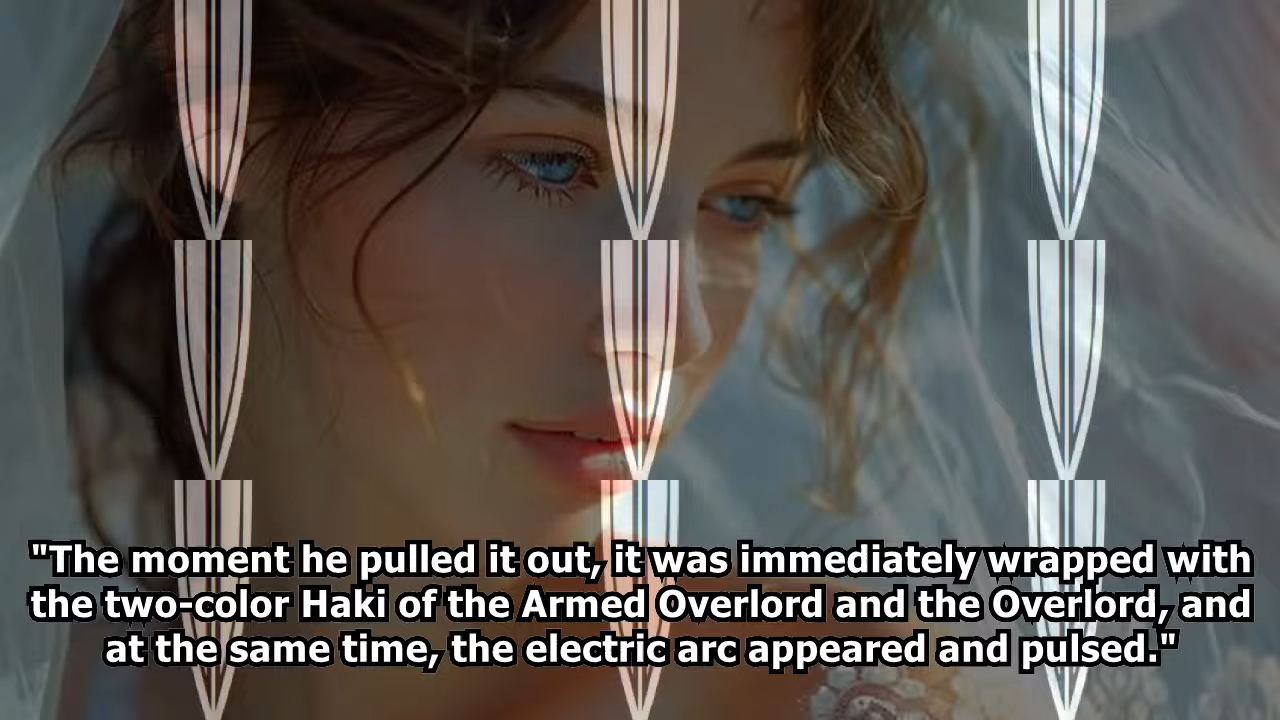 "The moment he pulled it out, it was immediately wrapped with
the two-color Haki of the Armed Overlord and the Overlord, and
at the same time, the electric arc appeared and pulsed."